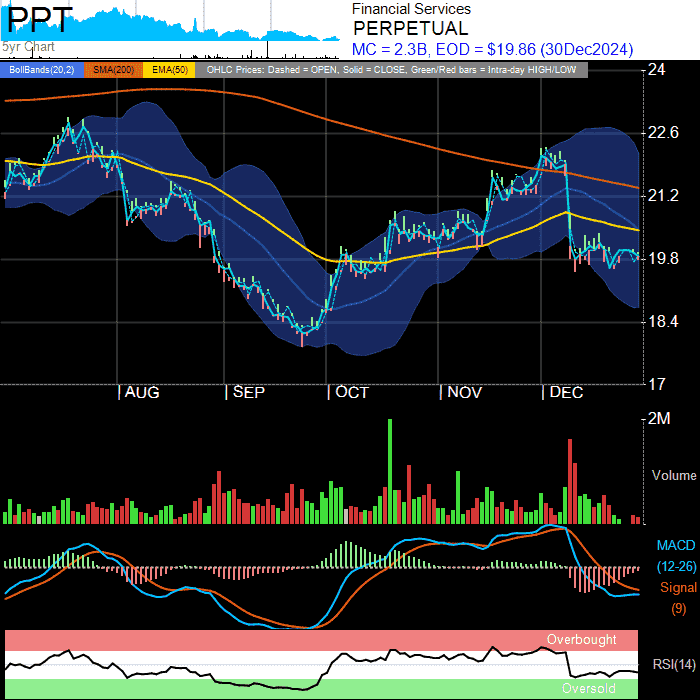 PPT
5yr Chart
Financial Services
PERPETUAL
MC = 2.3B, EOD = $19.86 (30Dec2024)
BollBands(20,2) SMA(200) EMA(50) OHLC Prices: Dashed = OPEN, Solid = CLOSE, Green/Red bars = Intra-day HIGH/LOW
24
22.6
21.2
19.8
18.4
17
AUG SEP OCT NOV DEC
2M
Volume
MACD
(12-26)
Signal
(9)
Overbought
RSI(14)
Oversold